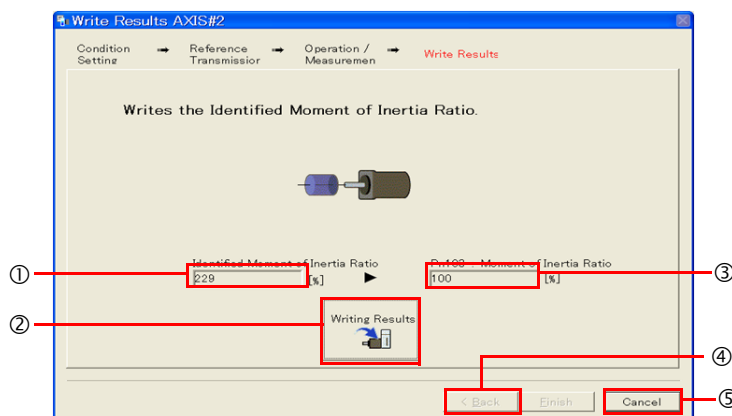 Write Results AXIS#2
Condition Setting
Reference Transmissior
Operation / Measuremen
Write Results
Writes the Identified Moment of Inertia Ratio.
Identified Moment of Inertia Ratio
Pn103 : Moment of Inertia Ratio
① 229 [%]
100 [%] ③
② Writing Results
④
< Back
Finish
Cancel ⑤